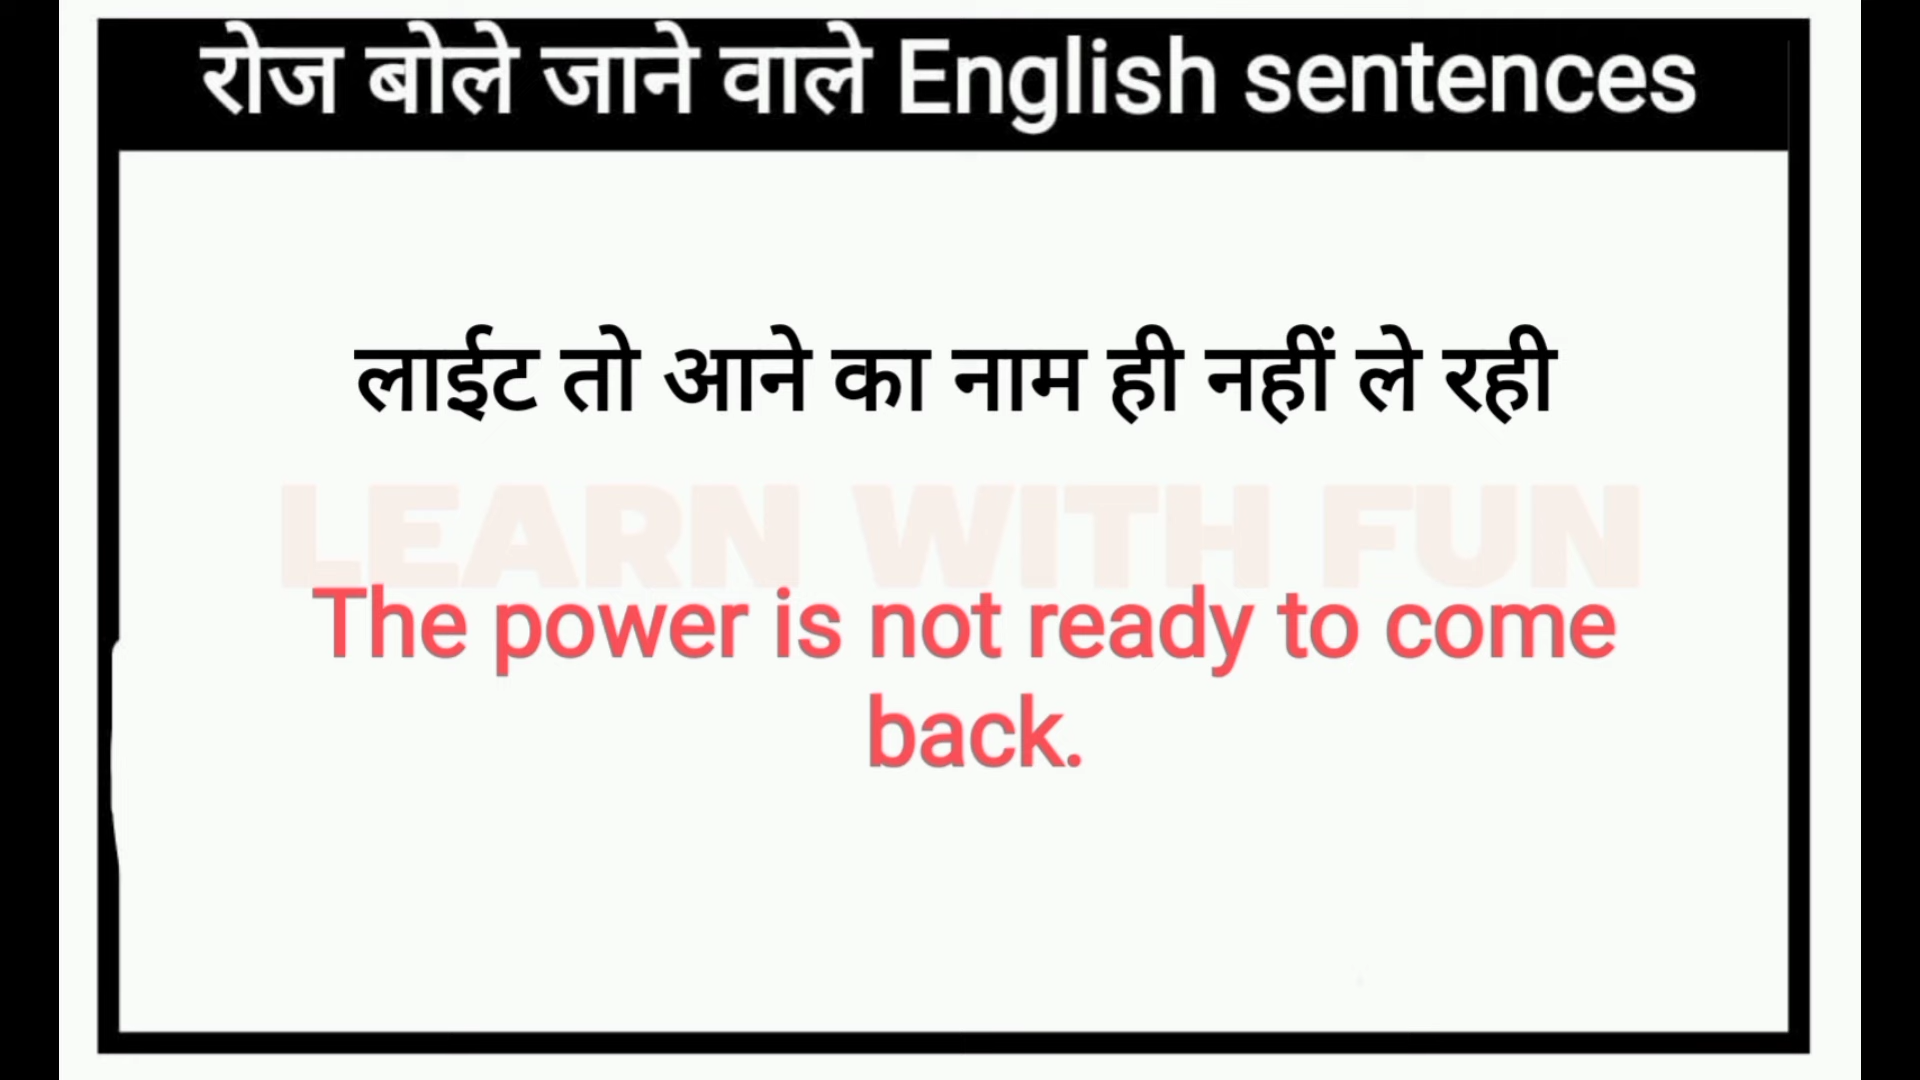 रोज बोले जाने वाले English sentences
लाईट तो आने का नाम ही नहीं ले रही
LEARN WITH FUN
The power is not ready to come
back.